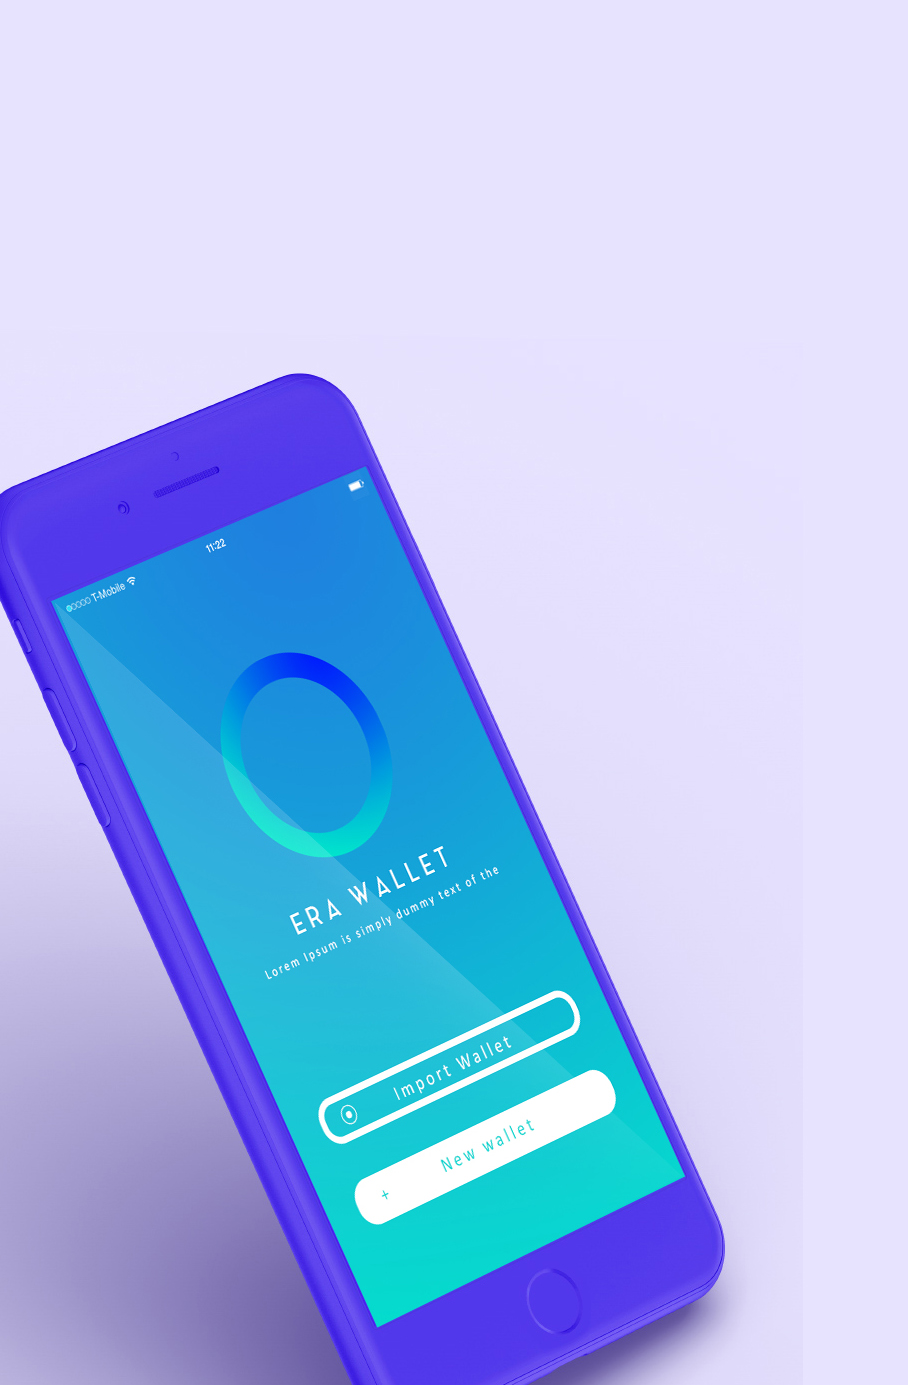 T-Mobile
11:22
ERA WALLET
Lorem Ipsum is simply dummy text of the
Import Wallet
+ New wallet